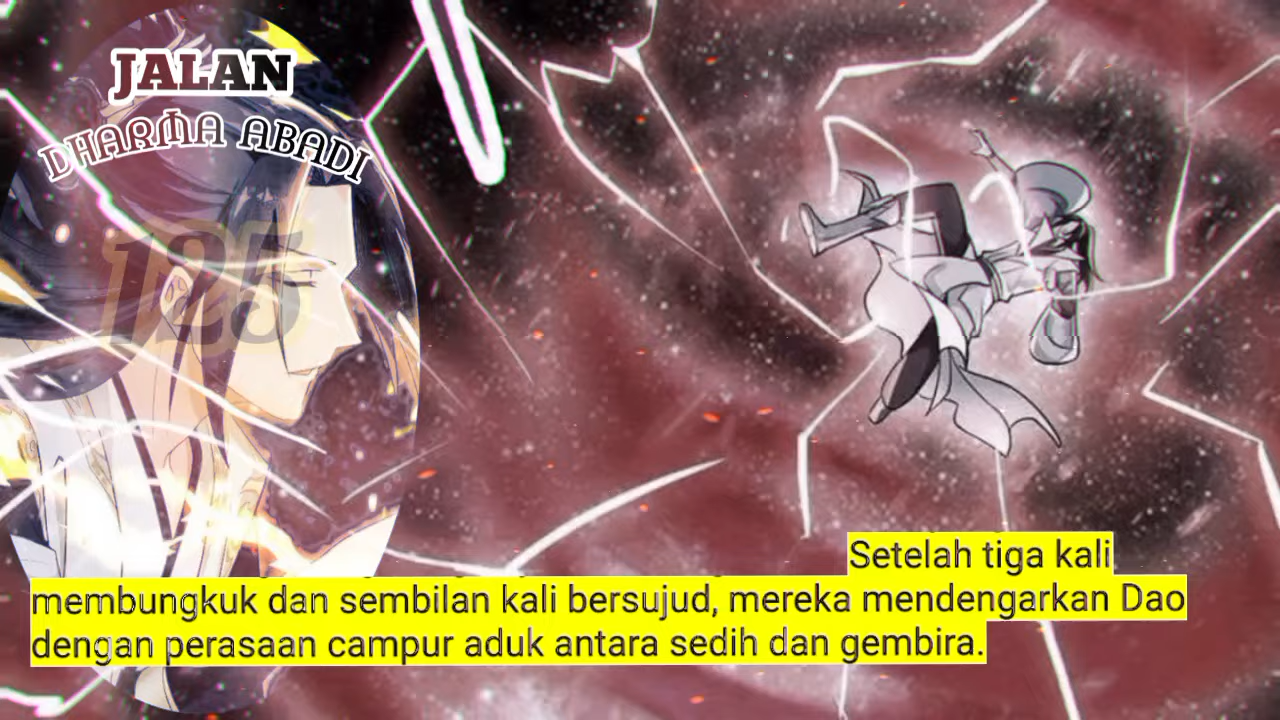 JALAN
DHARMA ABADI
125
Setelah tiga kali
membungkuk dan sembilan kali bersujud, mereka mendengarkan Dao
dengan perasaan campur aduk antara sedih dan gembira.